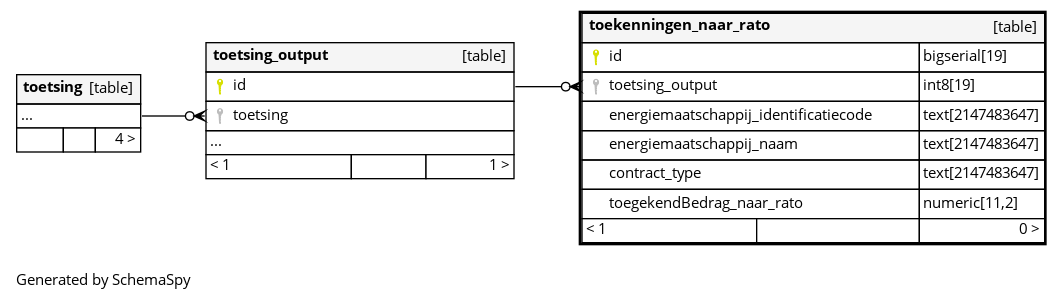 toetsing [table]
...
4 >
toetsing_output [table]
id
toetsing
...
< 1 1 >
toekenningen_naar_rato [table]
id bigserial[19]
toetsing_output int8[19]
energiemaatschappij_identificatiecode text[2147483647]
energiemaatschappij_naam text[2147483647]
contract_type text[2147483647]
toegekendBedrag_naar_rato numeric[11,2]
< 1 0 >
Generated by SchemaSpy